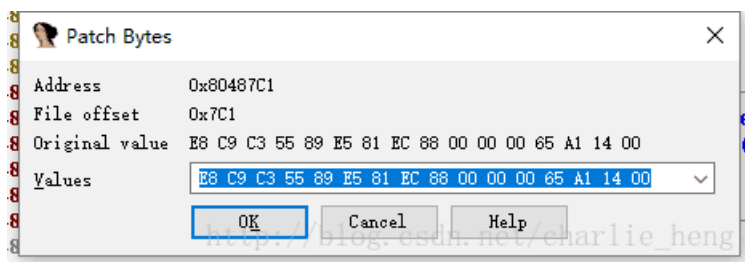 Patch Bytes
Address 0x80487C1
File offset 0x7C1
Original value E8 C9 C3 55 89 E5 81 EC 88 00 00 00 65 A1 14 00
Values E8 C9 C3 55 89 E5 81 EC 88 00 00 00 65 A1 14 00
OK Cancel Help
http://blog.csdn.net/charlie_heng